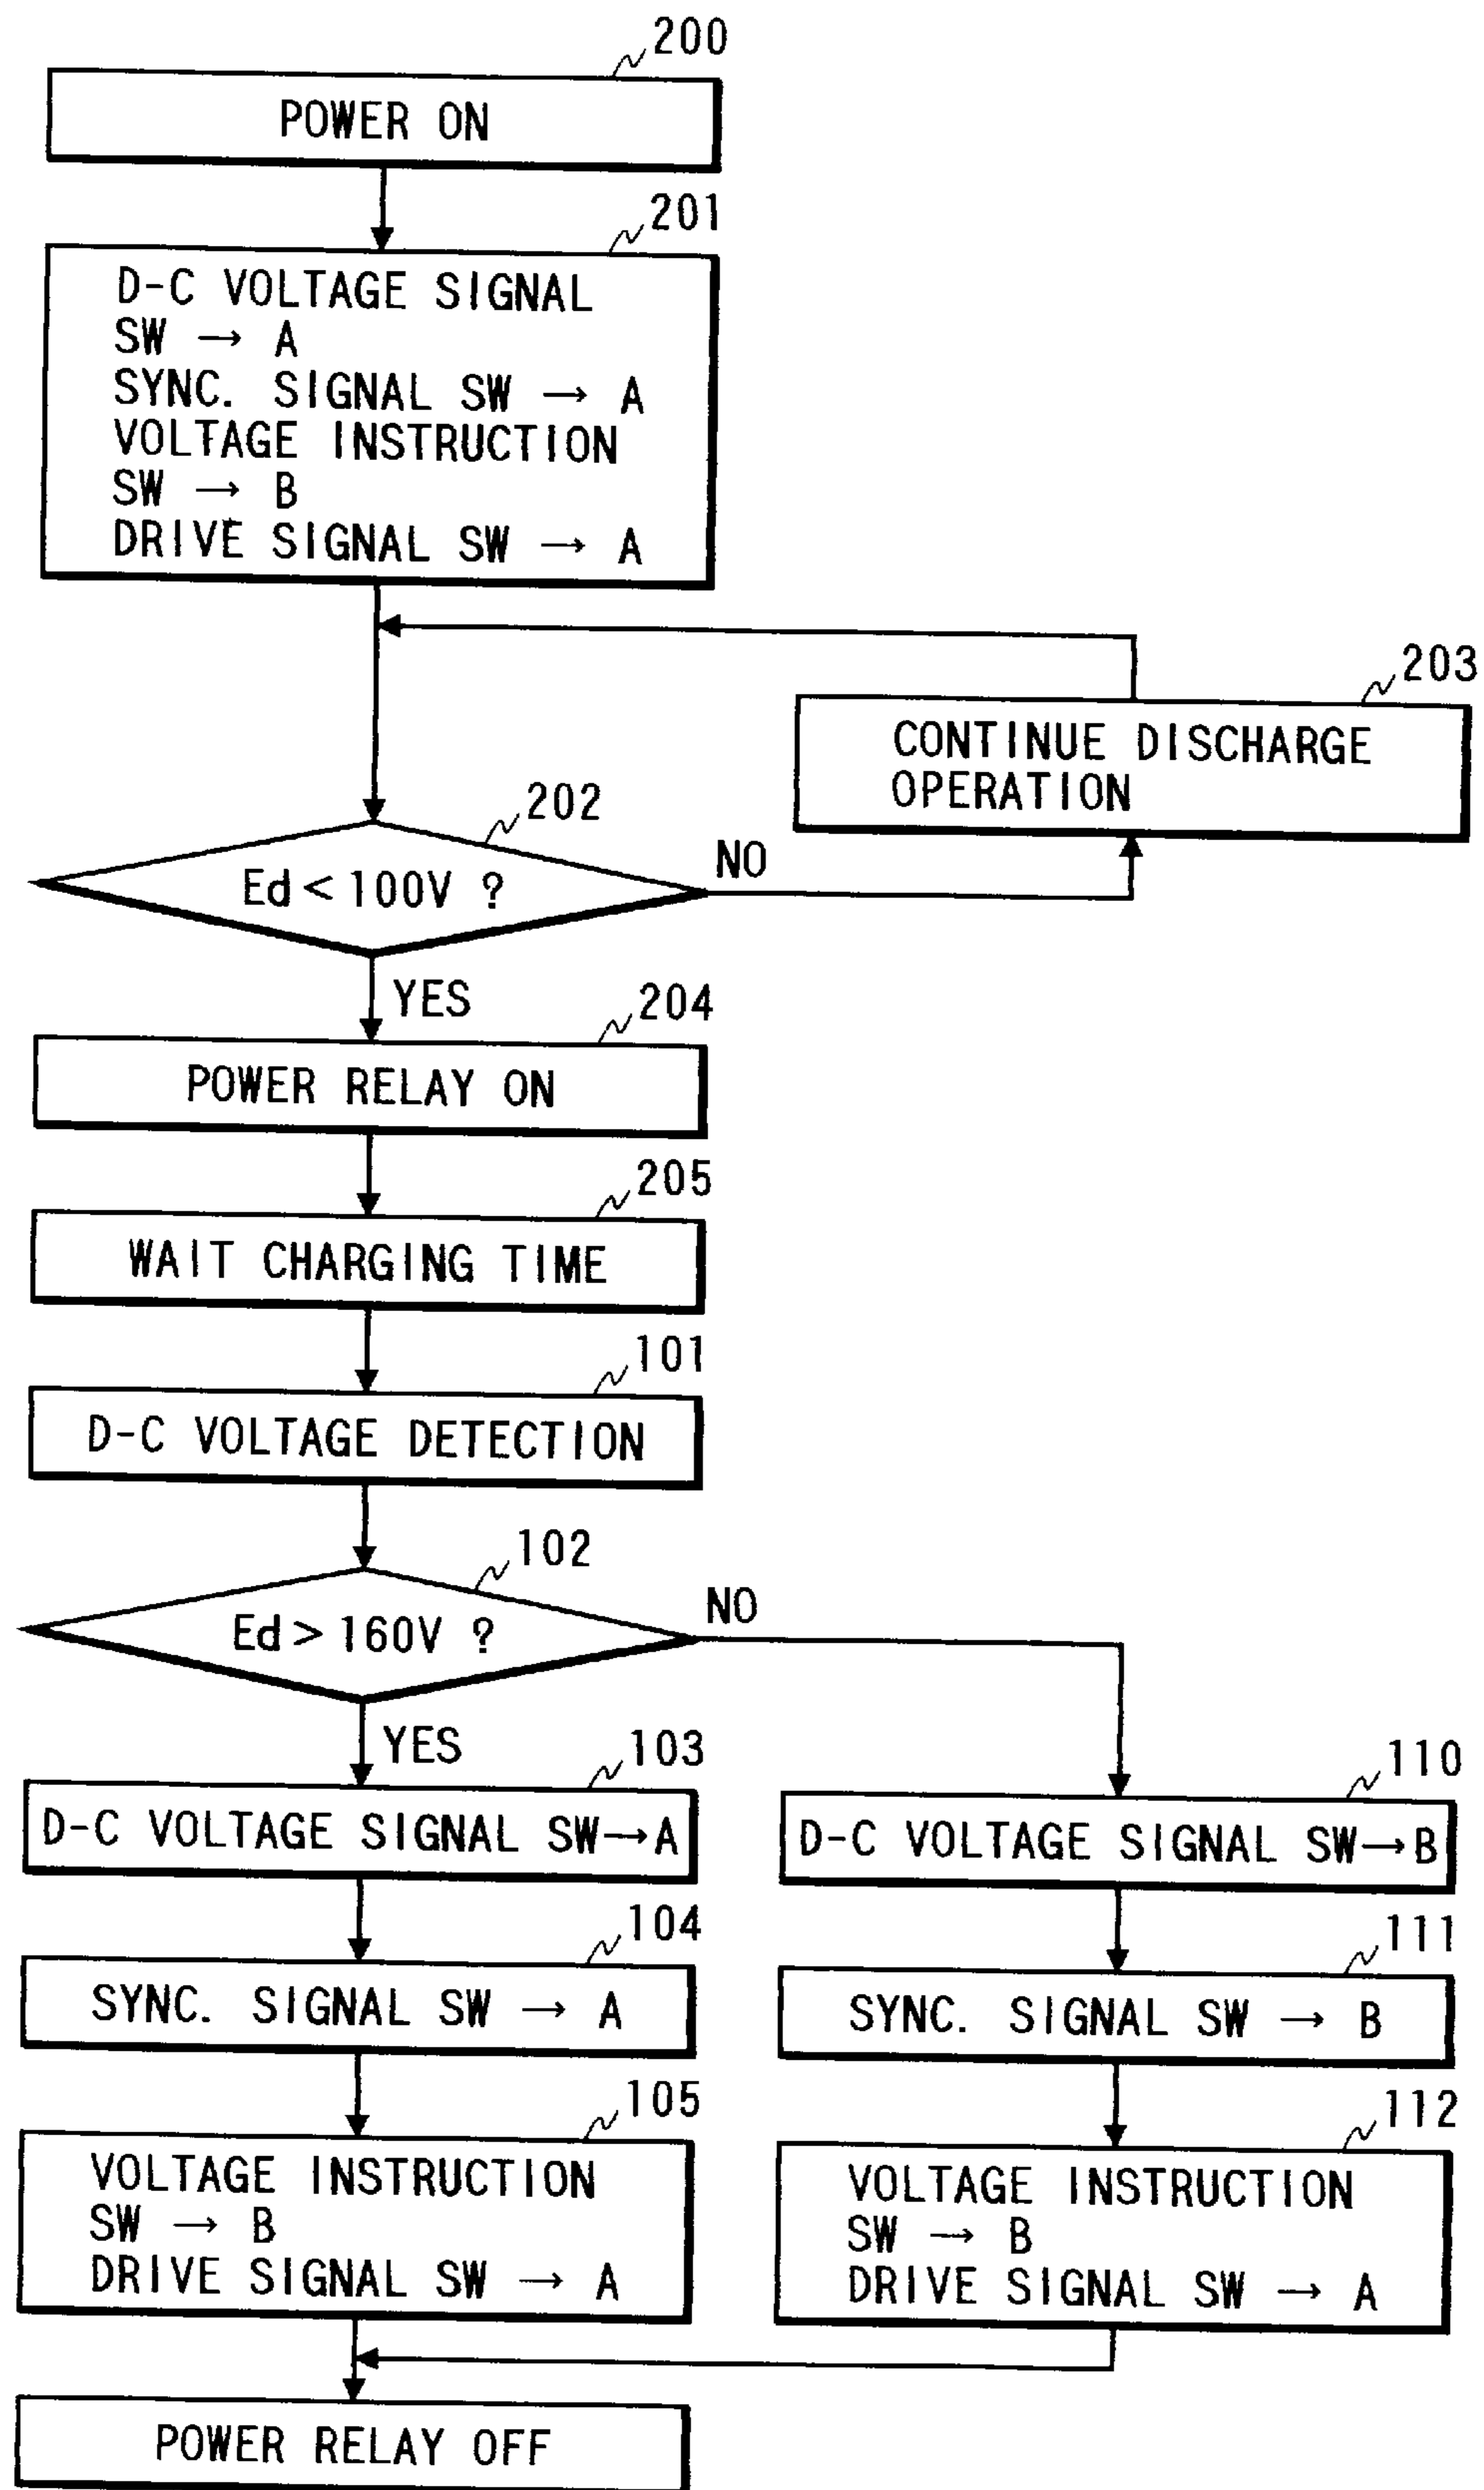 200
POWER ON
201
D-C VOLTAGE SIGNAL
SW → A
SYNC. SIGNAL SW → A
VOLTAGE INSTRUCTION
SW → B
DRIVE SIGNAL SW → A
203
CONTINUE DISCHARGE
OPERATION
202
Ed < 100V ?
NO
YES
204
POWER RELAY ON
205
WAIT CHARGING TIME
101
D-C VOLTAGE DETECTION
102
Ed > 160V ?
NO
YES
103
D-C VOLTAGE SIGNAL SW→A
104
SYNC. SIGNAL SW → A
105
VOLTAGE INSTRUCTION
SW → B
DRIVE SIGNAL SW → A
110
D-C VOLTAGE SIGNAL SW→B
111
SYNC. SIGNAL SW → B
112
VOLTAGE INSTRUCTION
SW → B
DRIVE SIGNAL SW → A
POWER RELAY OFF